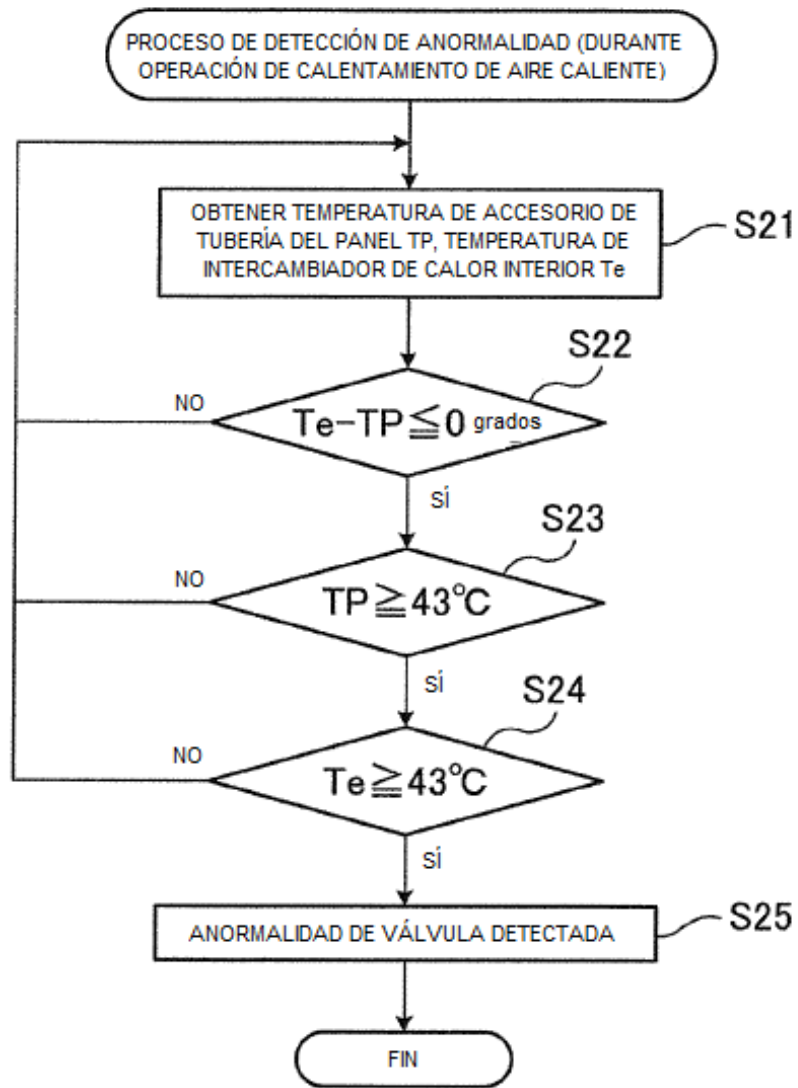 PROCESO DE DETECCIÓN DE ANORMALIDAD (DURANTE
OPERACIÓN DE CALENTAMIENTO DE AIRE CALIENTE)
OBTENER TEMPERATURA DE ACCESORIO DE
TUBERÍA DEL PANEL TP, TEMPERATURA DE
INTERCAMBIADOR DE CALOR INTERIOR Te
S21
S22
NO
Te-TP≦0 grados
SÍ
S23
NO
TP≧43°C
SÍ
S24
NO
Te≧43°C
SÍ
ANORMALIDAD DE VÁLVULA DETECTADA
S25
FIN